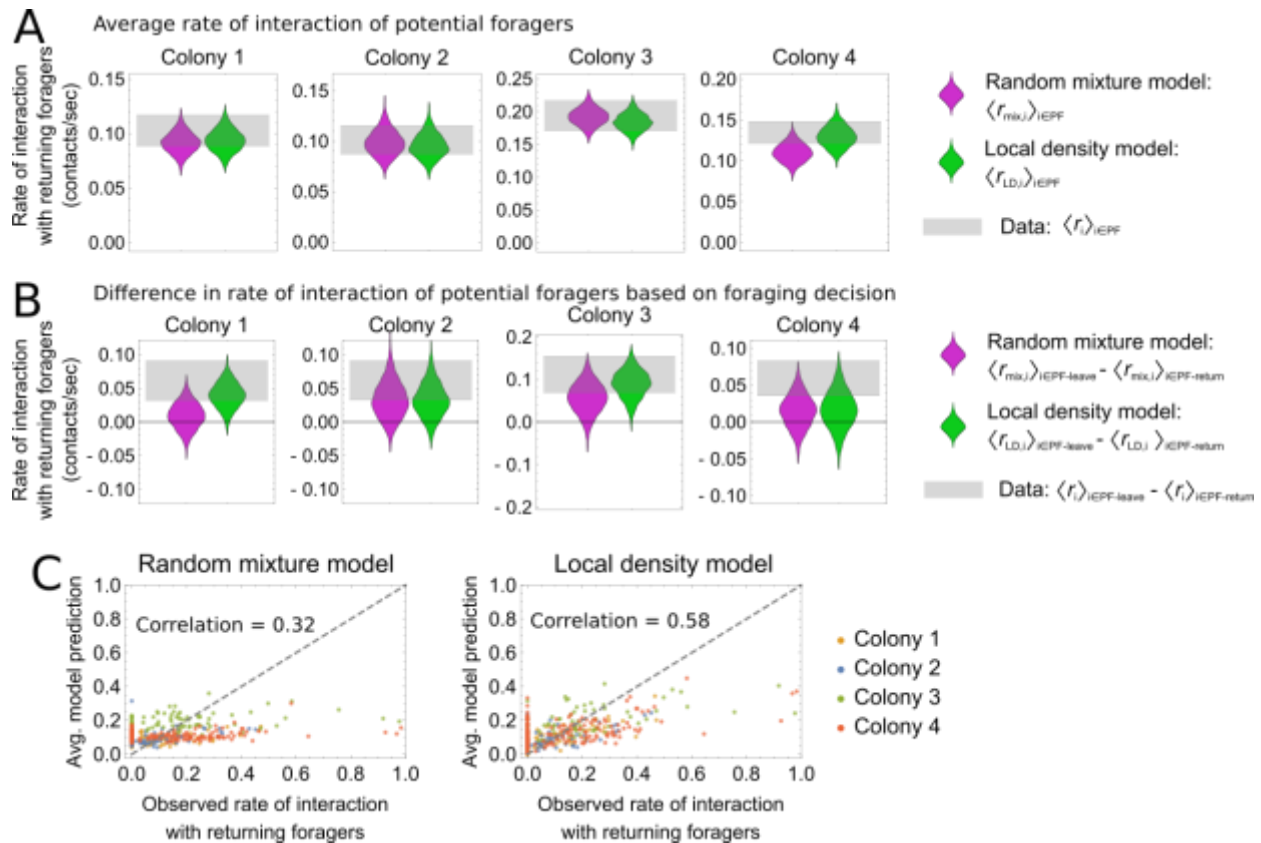 A
Average rate of interaction of potential foragers
Rate of interaction
with returning foragers
(contacts/sec)
Colony 1
0.15
0.10
0.05
0.00
Colony 2
0.15
0.10
0.05
0.00
Colony 3
0.25
0.20
0.15
0.10
0.05
0.00
Colony 4
0.20
0.15
0.10
0.05
0.00
Random mixture model:
⟨r_mix,i⟩_i∈PF
Local density model:
⟨r_LD,i⟩_i∈PF
Data: ⟨r_i⟩_i∈PF
B
Difference in rate of interaction of potential foragers based on foraging decision
Rate of interaction
with returning foragers
(contacts/sec)
Colony 1
0.10
0.05
0.00
- 0.05
- 0.10
Colony 2
0.10
0.05
0.00
- 0.05
- 0.10
Colony 3
0.2
0.1
0.0
- 0.1
- 0.2
Colony 4
0.10
0.05
0.00
- 0.05
- 0.10
Random mixture model:
⟨r_mix,i⟩_i∈PF-leave - ⟨r_mix,i⟩_i∈PF-return
Local density model:
⟨r_LD,i⟩_i∈PF-leave - ⟨r_LD,i⟩_i∈PF-return
Data: ⟨r_i⟩_i∈PF-leave - ⟨r_i⟩_i∈PF-return
C
Random mixture model
Avg. model prediction
1.0
0.8
0.6
0.4
0.2
0.0
Correlation = 0.32
0.0 0.2 0.4 0.6 0.8 1.0
Observed rate of interaction
with returning foragers
Local density model
Avg. model prediction
1.0
0.8
0.6
0.4
0.2
0.0
Correlation = 0.58
0.0 0.2 0.4 0.6 0.8 1.0
Observed rate of interaction
with returning foragers
Colony 1
Colony 2
Colony 3
Colony 4